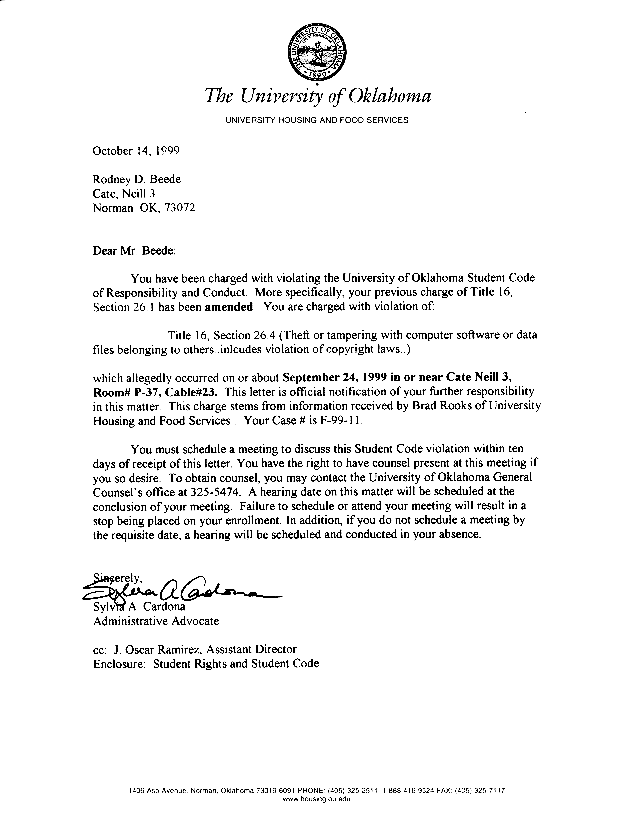 UNIVERSITY OF OKLAHOMA
1890
The University of Oklahoma
UNIVERSITY HOUSING AND FOOD SERVICES
October 14, 1999
Rodney D. Beede
Cate, Neill 3
Norman OK, 73072
Dear Mr Beede:
You have been charged with violating the University of Oklahoma Student Code
of Responsibility and Conduct. More specifically, your previous charge of Title 16,
Section 26.1 has been amended You are charged with violation of:
Title 16, Section 26.4 (Theft or tampering with computer software or data
files belonging to others..inlcudes violation of copyright laws..)
which allegedly occurred on or about September 24, 1999 in or near Cate Neill 3,
Room# P-37, Cable#23. This letter is official notification of your further responsibility
in this matter. This charge stems from information received by Brad Rooks of University
Housing and Food Services. Your Case # is F-99-11.
You must schedule a meeting to discuss this Student Code violation within ten
days of receipt of this letter. You have the right to have counsel present at this meeting if
you so desire. To obtain counsel, you may contact the University of Oklahoma General
Counsel's office at 325-5474. A hearing date on this matter will be scheduled at the
conclusion of your meeting. Failure to schedule or attend your meeting will result in a
stop being placed on your enrollment. In addition, if you do not schedule a meeting by
the requisite date, a hearing will be scheduled and conducted in your absence.
Sincerely,
Sylvia A Cardona
Sylvia A Cardona
Administrative Advocate
cc: J. Oscar Ramirez, Assistant Director
Enclosure: Student Rights and Student Code
1406 Asp Avenue, Norman, Oklahoma 73019-6091 PHONE: (405) 325-2511 FAX: (405) 325-7117
www.housing.ou.edu